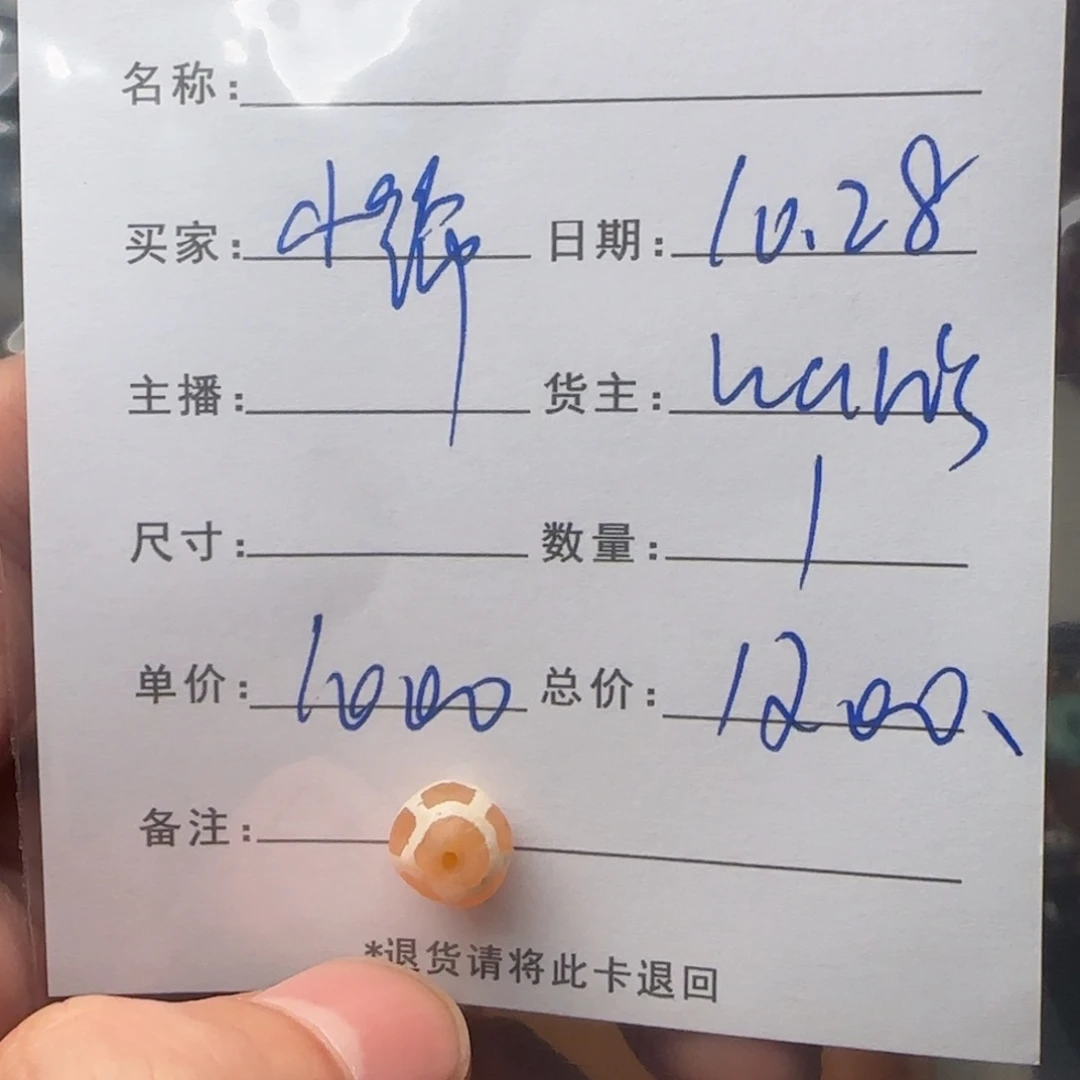 名称:
买家: 日期: 10.28
主播: 货主: wang
尺寸: 数量: 1
单价: 1000 总价: 1200、
备注:
*退货请将此卡退回